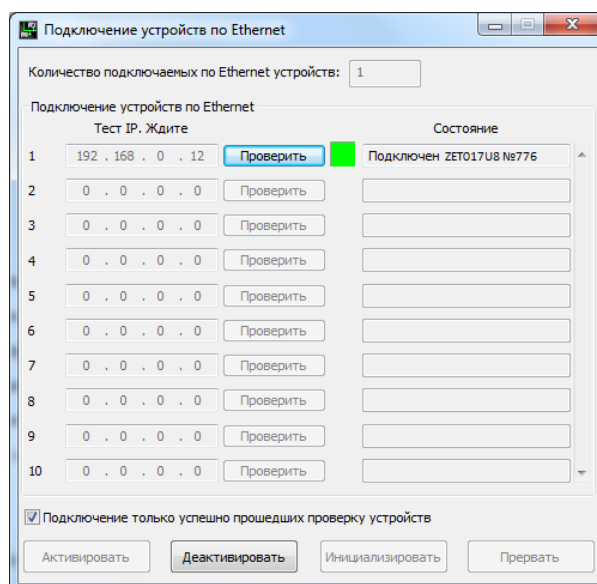 Подключение устройств по Ethernet
Количество подключаемых по Ethernet устройств: 1
Подключение устройств по Ethernet
Тест IP. Ждите Состояние
1 192 . 168 . 0 . 12 Проверить Подключен ZET017U8 №776
2 0 . 0 . 0 . 0 Проверить
3 0 . 0 . 0 . 0 Проверить
4 0 . 0 . 0 . 0 Проверить
5 0 . 0 . 0 . 0 Проверить
6 0 . 0 . 0 . 0 Проверить
7 0 . 0 . 0 . 0 Проверить
8 0 . 0 . 0 . 0 Проверить
9 0 . 0 . 0 . 0 Проверить
10 0 . 0 . 0 . 0 Проверить
Подключение только успешно прошедших проверку устройств
Активировать Деактивировать Инициализировать Прервать